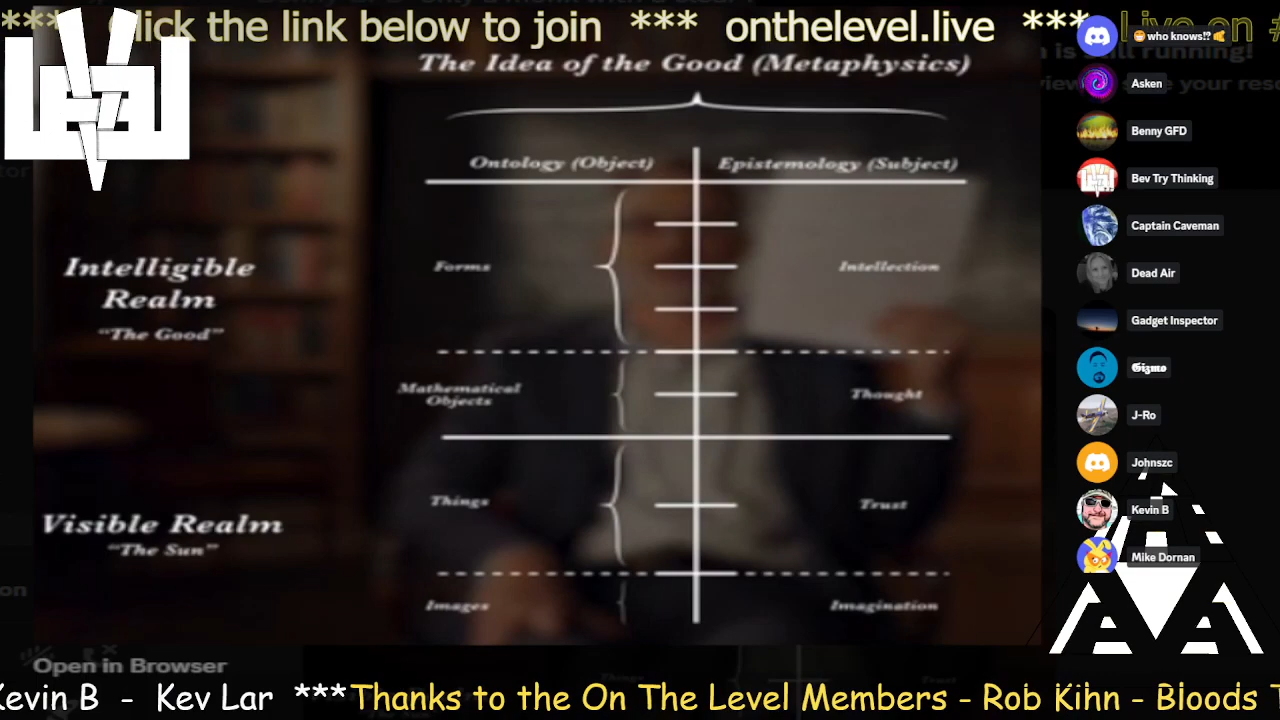 *** Click the link below to join *** onthelevel.live *** Live on #
The Idea of the Good (Metaphysics)
Ontology (Object) Epistemology (Subject)
Intelligible
Realm
"The Good"
Forms
Intellection
Mathematical
Objects
Thought
Visible Realm
"The Sun"
Things
Trust
Images
Imagination
who knows!?
Asken
Benny GFD
Bev Try Thinking
Captain Caveman
Dead Air
Gadget Inspector
Gizmo
J-Ro
Johnszc
Kevin B
Mike Dornan
Open in Browser
Kevin B - Kev Lar ***Thanks to the On The Level Members - Rob Kihn - Bloods